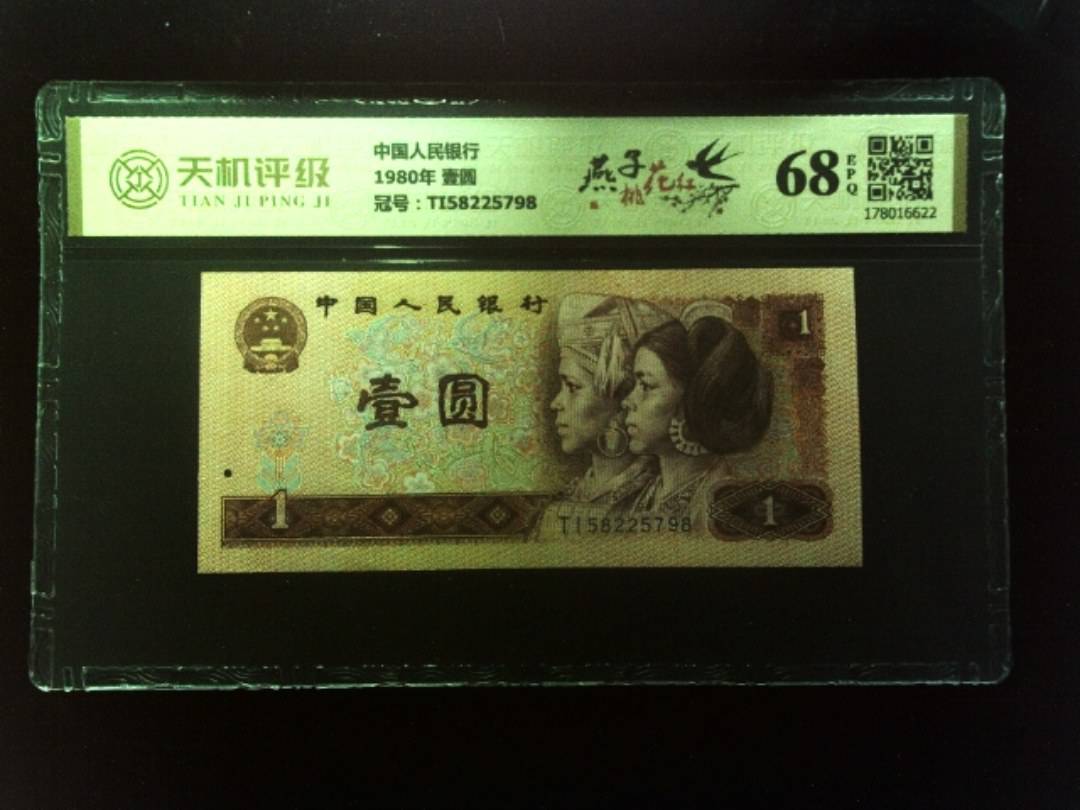 天机评级
TIAN JI PING JI
中国人民银行
1980年 壹圆
冠号：TI58225798
燕子
桃花红
68
EPQ
178016622
中国人民银行
1
壹圆
1
TI58225798
1